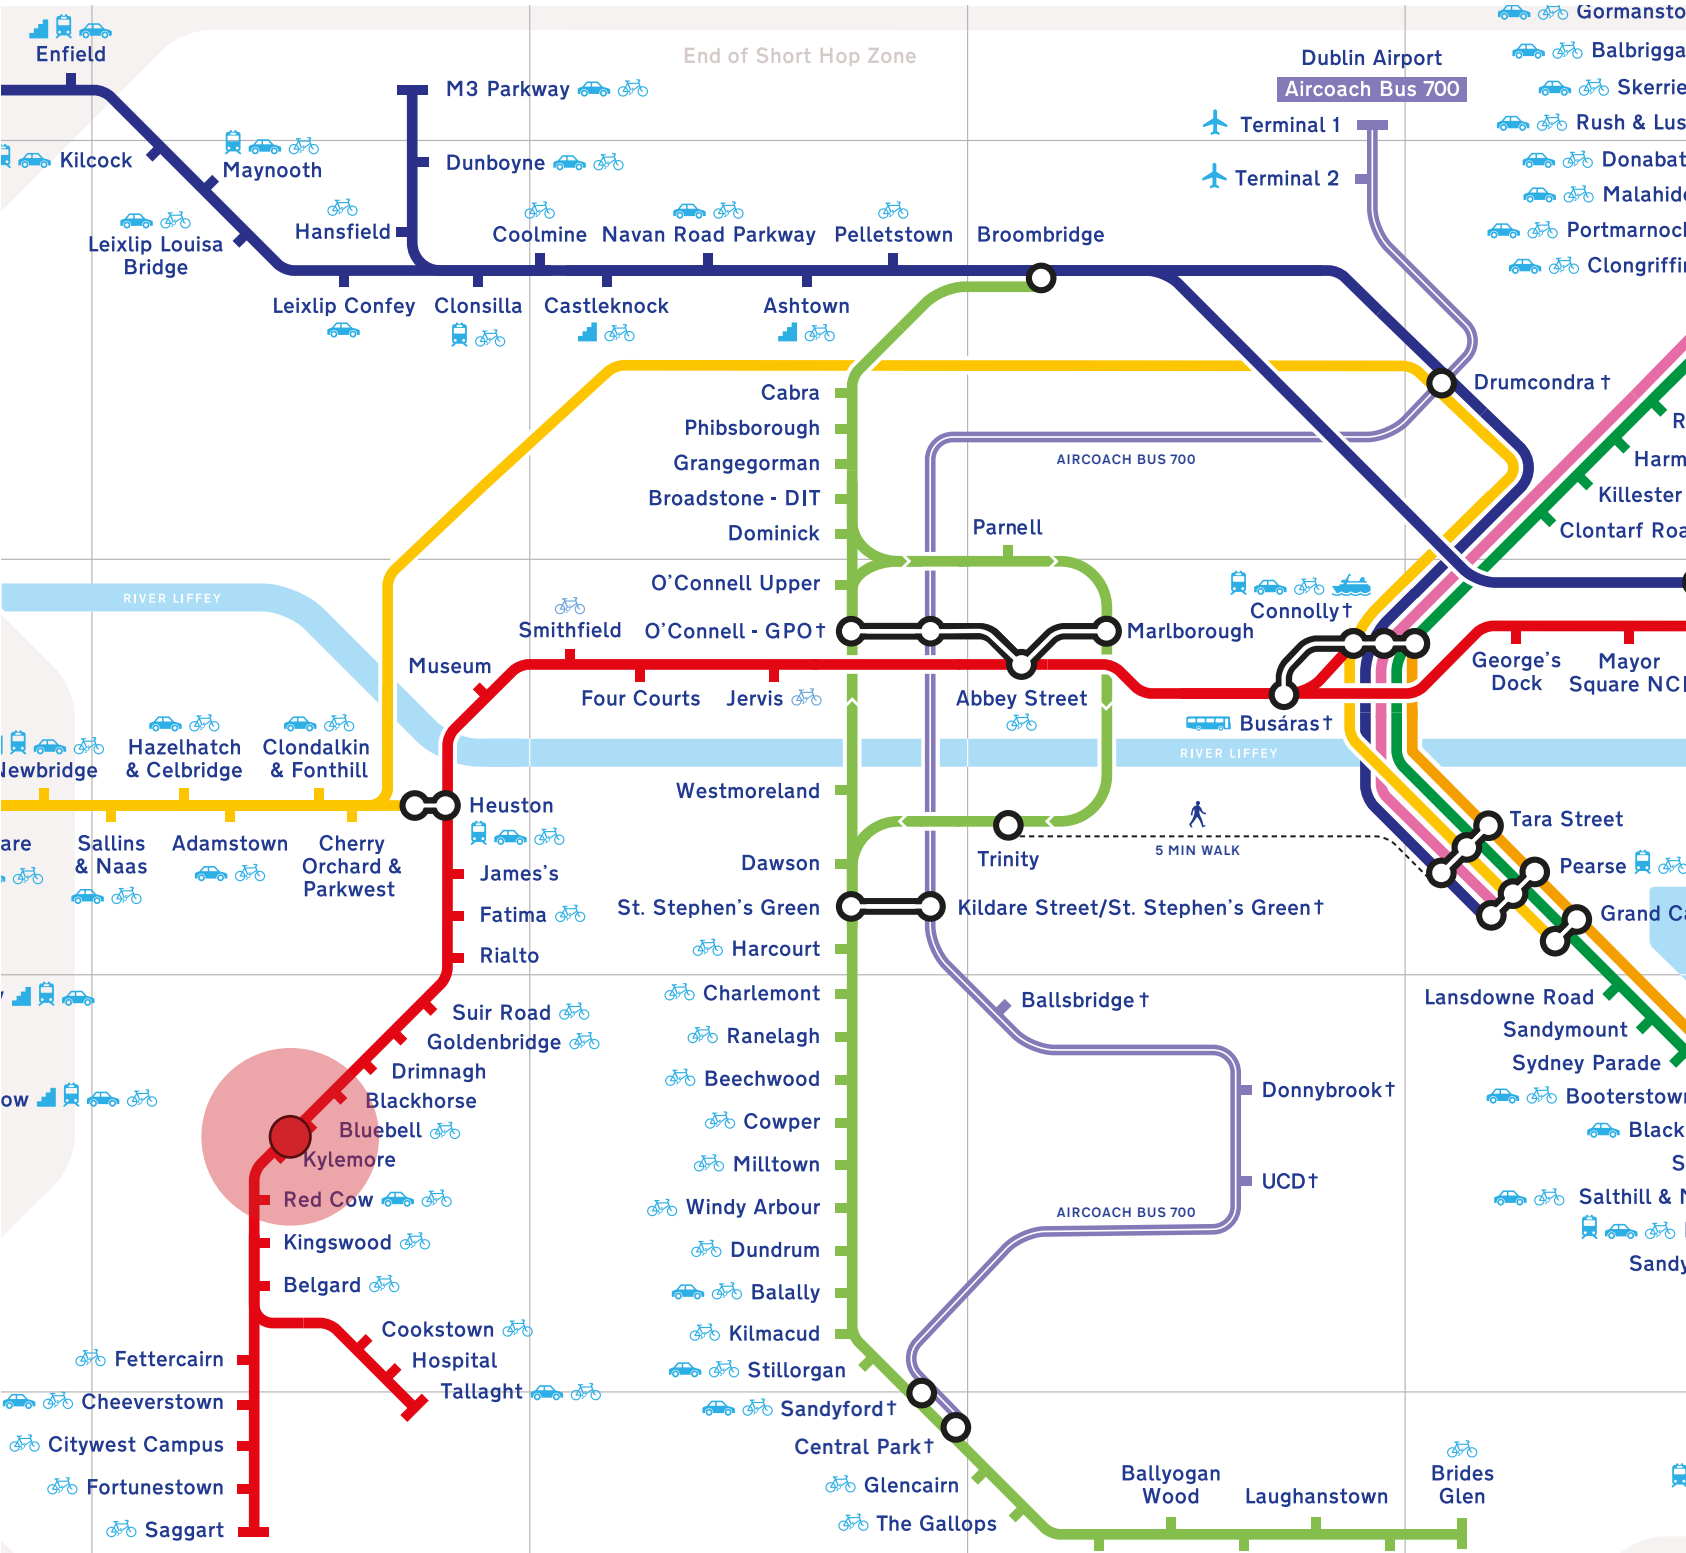 Enfield
End of Short Hop Zone
Dublin Airport
Aircoach Bus 700
Terminal 1
Terminal 2
Balbrigga
Skerrie
Rush & Lus
Donabat
Malahid
Portmarnoc
Clongriffi
M3 Parkway
Dunboyne
Hansfield
Kilcock
Maynooth
Leixlip Louisa
Bridge
Coolmine
Navan Road Parkway
Pelletstown
Broombridge
Leixlip Confey
Clonsilla
Castleknock
Ashtown
Drumcondra †
Cabra
Phibsborough
Grangegorman
Broadstone - DIT
Dominick
O'Connell Upper
O'Connell - GPO†
AIRCOACH BUS 700
Parnell
Marlborough
R
Harm
Killester
Clontarf Roa
Connolly†
RIVER LIFFEY
Smithfield
Museum
Four Courts
Jervis
Abbey Street
Busáras†
George's
Dock
Mayor
Square NC
RIVER LIFFEY
Newbridge
Hazelhatch
& Celbridge
Clondalkin
& Fonthill
Heuston
are
Sallins
& Naas
Adamstown
Cherry
Orchard &
Parkwest
Westmoreland
Trinity
5 MIN WALK
Tara Street
Pearse
Grand Ca
Dawson
St. Stephen's Green
Kildare Street/St. Stephen's Green†
James's
Fatima
Rialto
Suir Road
Goldenbridge
Drimnagh
Blackhorse
Bluebell
Kylemore
Red Cow
Kingswood
Belgard
ow
Cookstown
Hospital
Tallaght
Fettercairn
Cheeverstown
Citywest Campus
Fortunestown
Saggart
Harcourt
Charlemont
Ranelagh
Beechwood
Cowper
Milltown
Windy Arbour
Dundrum
Balally
Kilmacud
Stillorgan
Sandyford†
Central Park†
Glencairn
The Gallops
Ballsbridge †
Donnybrook†
UCD†
AIRCOACH BUS 700
Lansdowne Road
Sandymount
Sydney Parade
Booterstow
Black
S
Salthill & M
Sandy
Ballyogan
Wood
Laughanstown
Brides
Glen